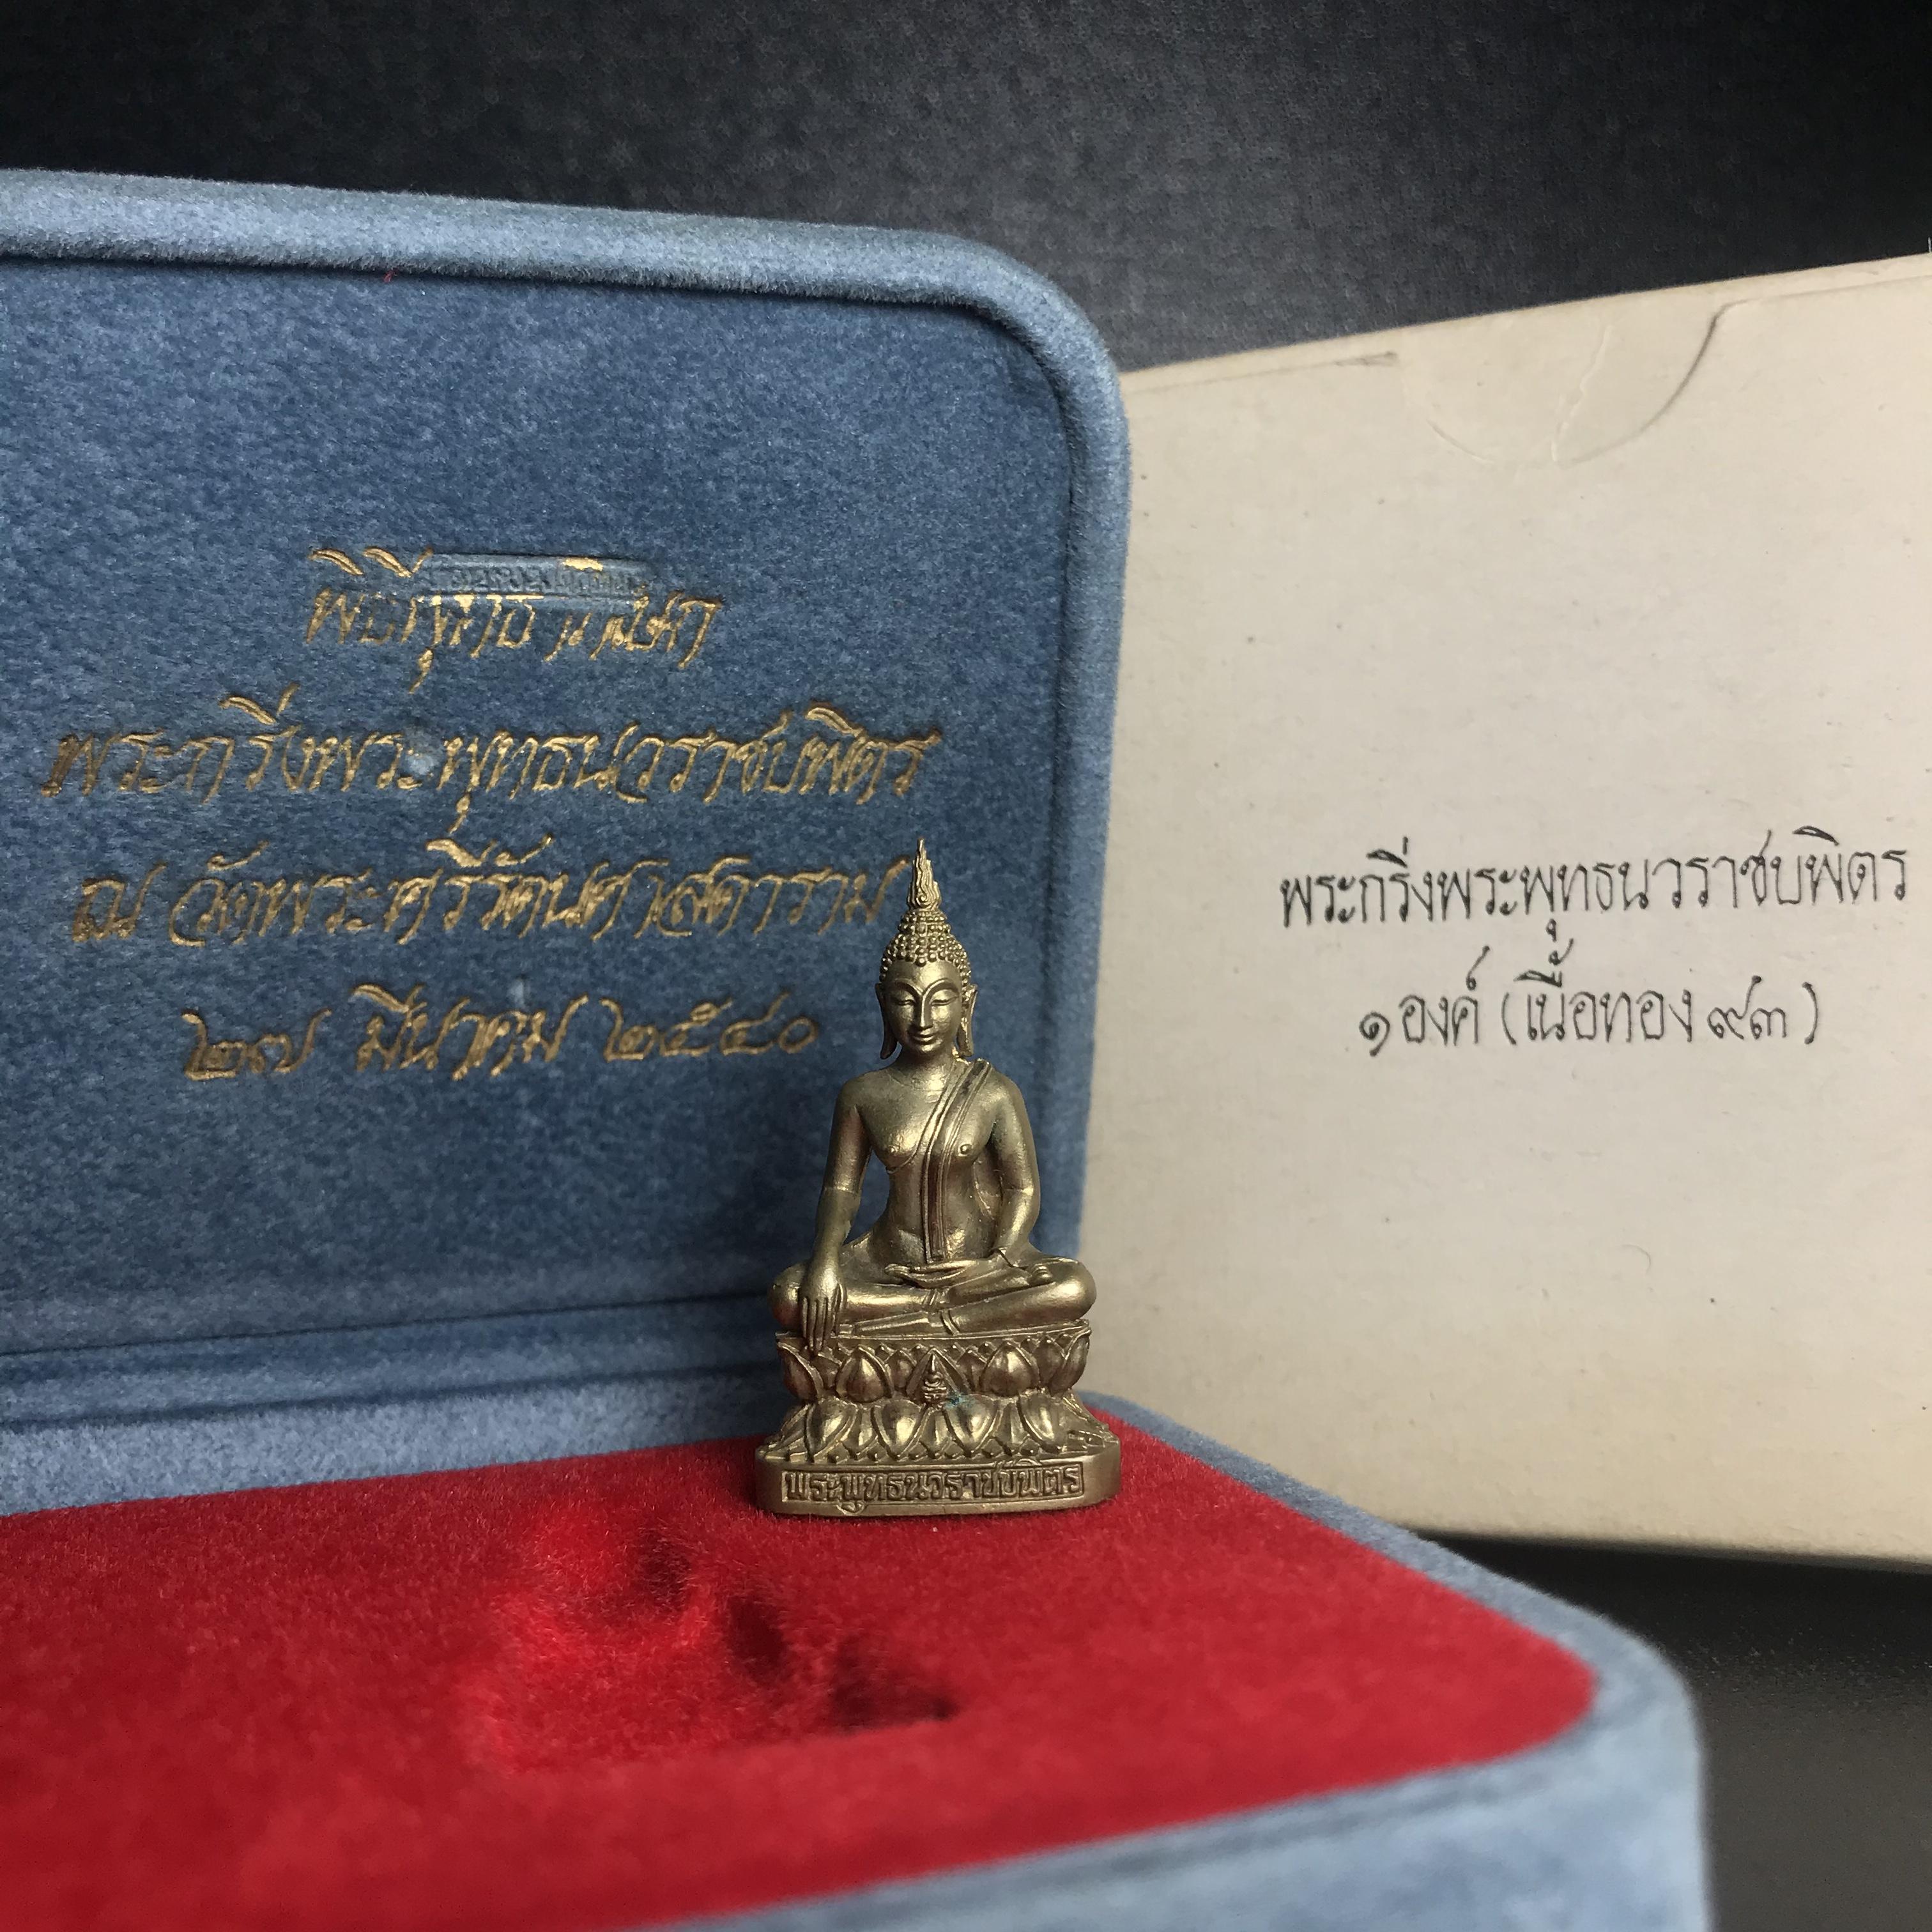 พิธีพุทธาภิเษก
พระกริ่งพระพุทธนวราชบพิตร
ณ วัดพระศรีรัตนศาสดาราม
๒๗ มีนาคม ๒๕๔๐
พระกริ่งพระพุทธนวราชบพิตร
๑ องค์ (เนื้อทอง ๙๓)
พระพุทธนวราชบพิตร